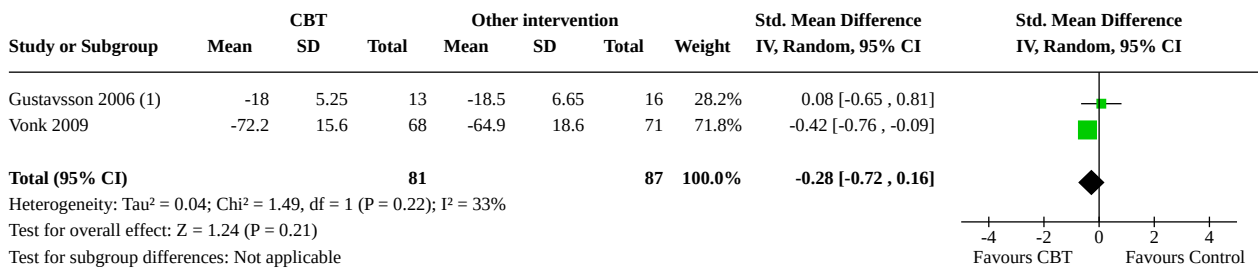 CBT Other intervention Std. Mean Difference Std. Mean Difference
Study or Subgroup Mean SD Total Mean SD Total Weight IV, Random, 95% CI IV, Random, 95% CI
Gustavsson 2006 (1) -18 5.25 13 -18.5 6.65 16 28.2% 0.08 [-0.65 , 0.81]
Vonk 2009 -72.2 15.6 68 -64.9 18.6 71 71.8% -0.42 [-0.76 , -0.09]
Total (95% CI) 81 87 100.0% -0.28 [-0.72 , 0.16]
Heterogeneity: Tau² = 0.04; Chi² = 1.49, df = 1 (P = 0.22); I² = 33%
Test for overall effect: Z = 1.24 (P = 0.21)
-4 -2 0 2 4
Test for subgroup differences: Not applicable Favours CBT Favours Control